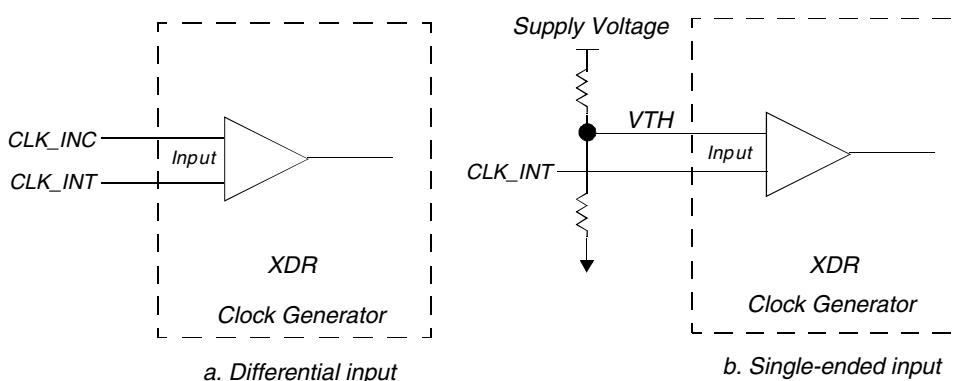 CLK_INC
CLK_INT
Input
XDR
Clock Generator
a. Differential input
Supply Voltage
VTH
CLK_INT
Input
XDR
Clock Generator
b. Single-ended input